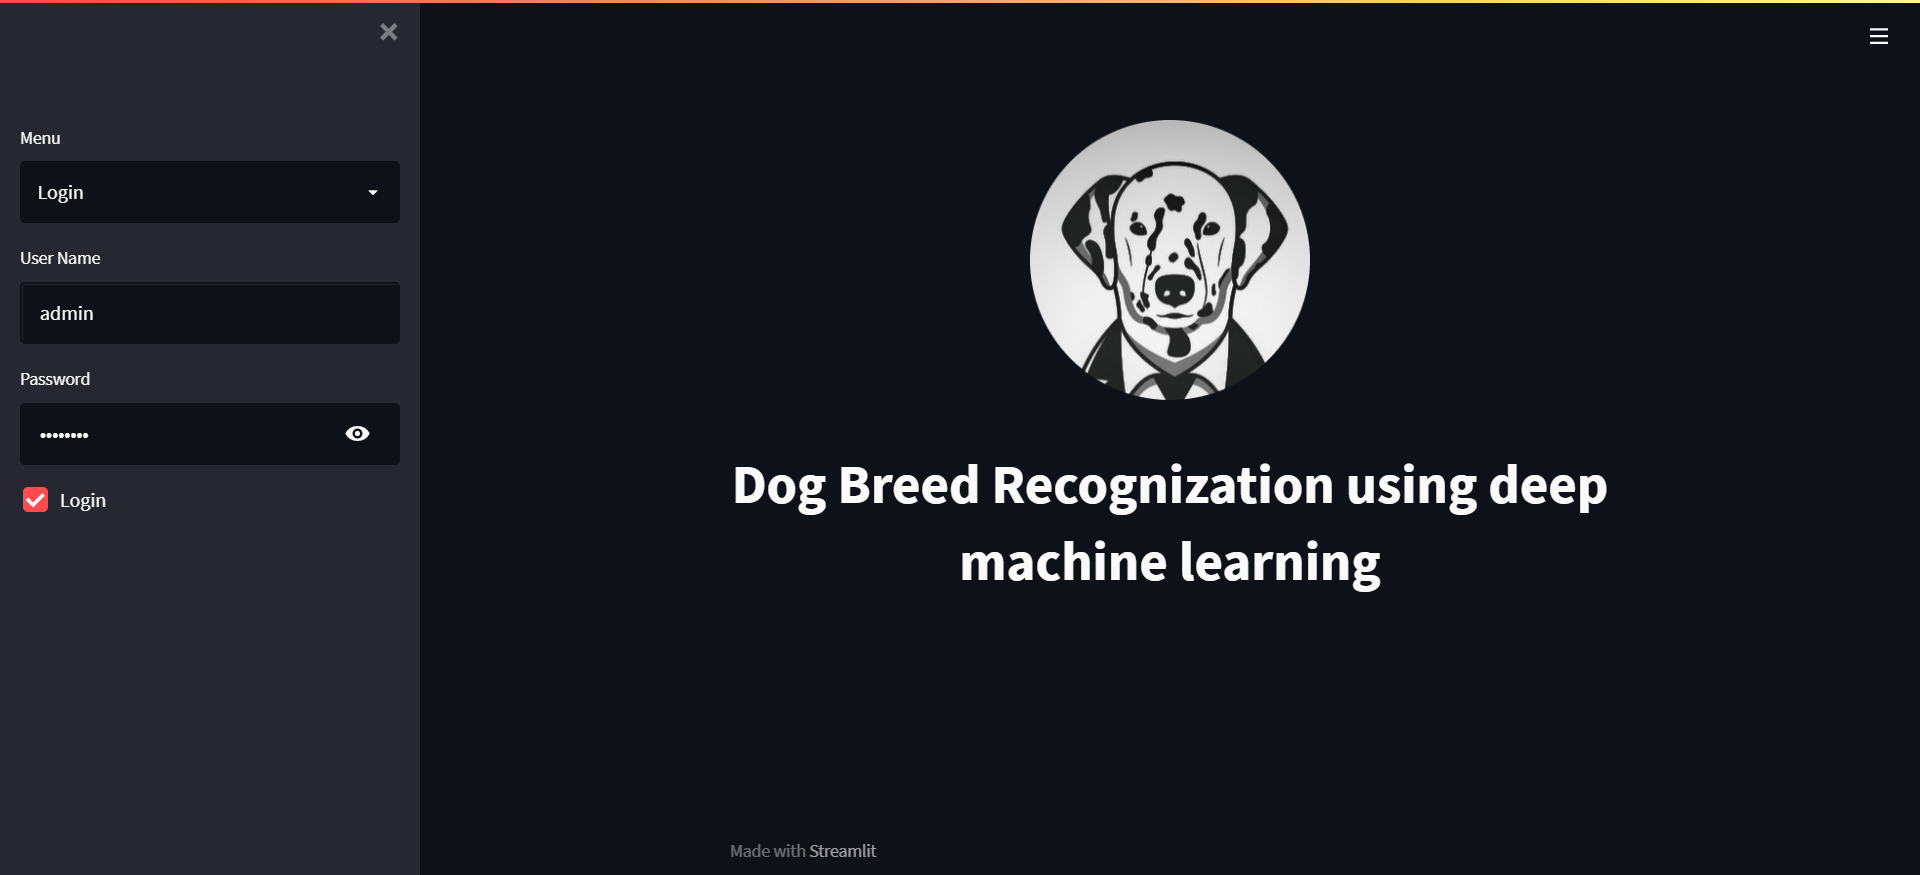 Menu
Login
User Name
admin
Password
••••••••
Login
Dog Breed Recognization using deep
machine learning
Made with Streamlit